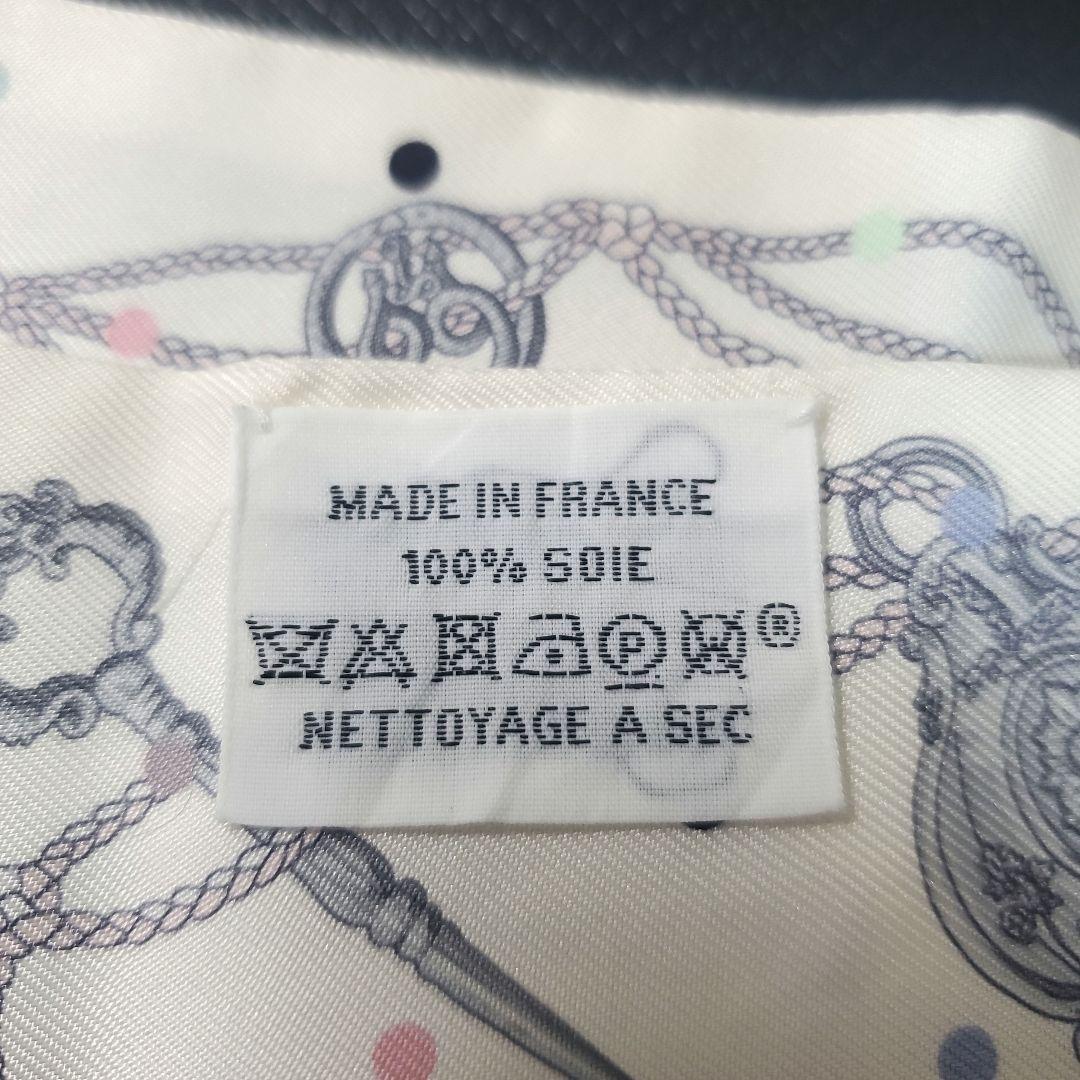 MADE IN FRANCE
100% SOIE
P W ®
NETTOYAGE A SEC